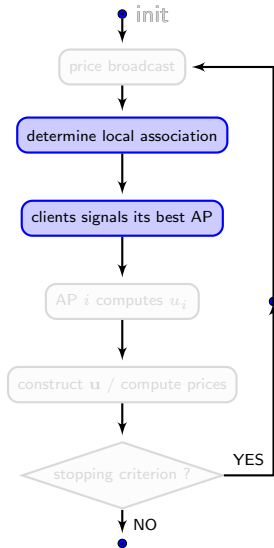 init
price broadcast
determine local association
clients signals its best AP
AP i computes u_i
construct u / compute prices
stopping criterion ?
YES
NO